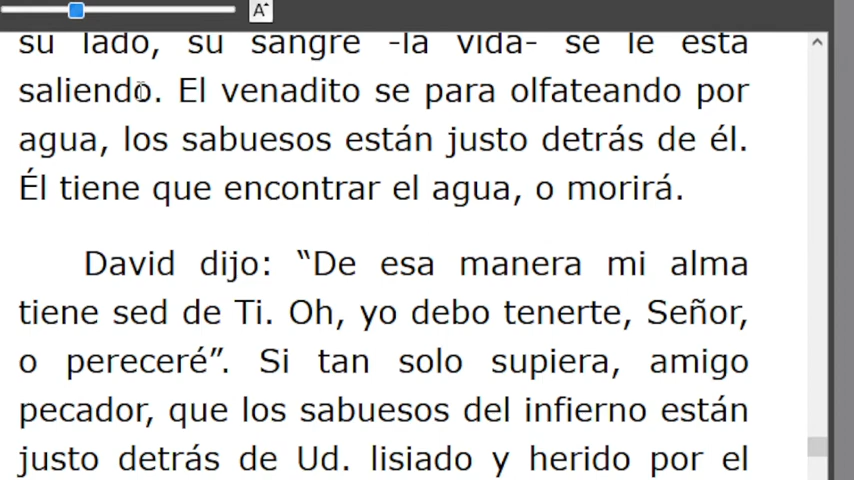 A
su lado, su sangre -la vida- se le está
saliendo. El venadito se para olfateando por
agua, los sabuesos están justo detrás de él.
Él tiene que encontrar el agua, o morirá.
David dijo: “De esa manera mi alma
tiene sed de Ti. Oh, yo debo tenerte, Señor,
o pereceré”. Si tan solo supiera, amigo
pecador, que los sabuesos del infierno están
justo detrás de Ud. lisiado y herido por el